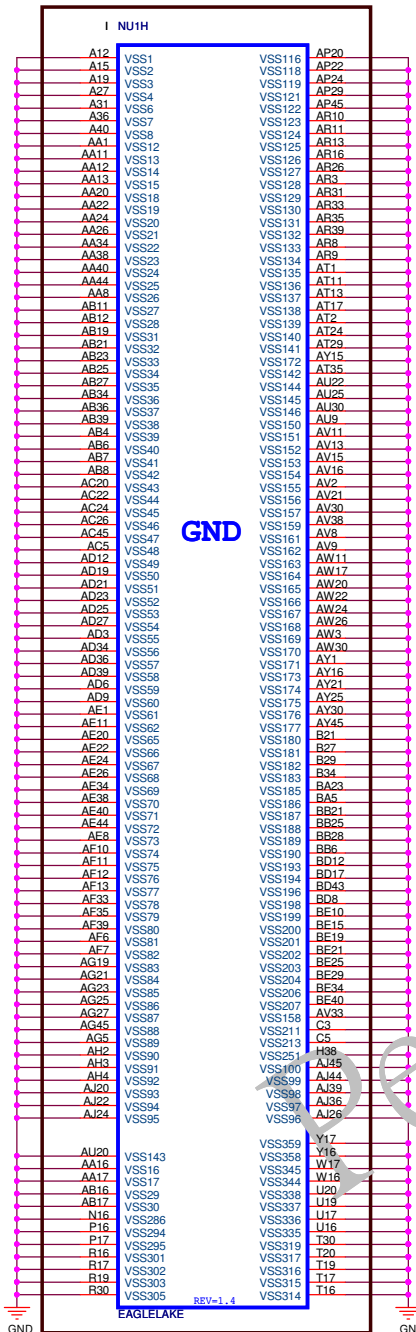 I NU1H
A12 VSS1 VSS116 AP20
A15 VSS2 VSS118 AP22
A19 VSS3 VSS119 AP24
A27 VSS4 VSS121 AP29
A31 VSS6 VSS122 AP45
A36 VSS7 VSS123 AR10
A40 VSS8 VSS124 AR11
AA1 VSS12 VSS125 AR13
AA11 VSS13 VSS126 AR16
AA12 VSS14 VSS127 AR26
AA13 VSS15 VSS128 AR3
AA20 VSS18 VSS129 AR31
AA22 VSS19 VSS130 AR33
AA24 VSS20 VSS131 AR35
AA26 VSS21 VSS132 AR39
AA34 VSS22 VSS133 AR8
AA38 VSS23 VSS134 AR9
AA40 VSS24 VSS135 AT1
AA44 VSS25 VSS136 AT11
AA8 VSS26 VSS137 AT13
AB11 VSS27 VSS138 AT17
AB12 VSS28 VSS139 AT2
AB19 VSS31 VSS140 AT24
AB21 VSS32 VSS141 AT29
AB23 VSS33 VSS172 AY15
AB25 VSS34 VSS142 AT35
AB27 VSS35 VSS144 AU22
AB34 VSS36 VSS145 AU25
AB36 VSS37 VSS146 AU30
AB39 VSS38 VSS150 AU9
AB4 VSS39 VSS151 AV11
AB6 VSS40 VSS152 AV13
AB7 VSS41 VSS153 AV15
AB8 VSS42 VSS154 AV16
AC20 VSS43 VSS155 AV2
AC22 VSS44 VSS156 AV21
AC24 VSS45 VSS157 AV30
AC26 VSS46 VSS159 AV38
AC45 VSS47 VSS161 AV8
AC5 VSS48 VSS162 AV9
GND
AD12 VSS49 VSS163 AW11
AD19 VSS50 VSS164 AW17
AD21 VSS51 VSS165 AW20
AD23 VSS52 VSS166 AW22
AD25 VSS53 VSS167 AW24
AD27 VSS54 VSS168 AW26
AD3 VSS55 VSS169 AW3
AD34 VSS56 VSS170 AW30
AD36 VSS57 VSS171 AY1
AD39 VSS58 VSS173 AY16
AD6 VSS59 VSS174 AY21
AD9 VSS60 VSS175 AY25
AE1 VSS61 VSS176 AY30
AE11 VSS62 VSS177 AY45
AE20 VSS65 VSS180 B21
AE22 VSS66 VSS181 B27
AE24 VSS67 VSS182 B29
AE26 VSS68 VSS183 B34
AE34 VSS69 VSS185 BA23
AE38 VSS70 VSS186 BA5
AE40 VSS71 VSS187 BB21
AE44 VSS72 VSS188 BB25
AE8 VSS73 VSS189 BB28
AF10 VSS74 VSS190 BB6
AF11 VSS75 VSS193 BD12
AF12 VSS76 VSS194 BD17
AF13 VSS77 VSS196 BD43
AF33 VSS78 VSS198 BD8
AF35 VSS79 VSS199 BE10
AF39 VSS80 VSS200 BE15
AF6 VSS81 VSS201 BE19
AF7 VSS82 VSS202 BE21
AG19 VSS83 VSS203 BE25
AG21 VSS84 VSS204 BE29
AG23 VSS85 VSS206 BE34
AG25 VSS86 VSS207 BE40
AG27 VSS87 VSS158 AV33
AG45 VSS88 VSS211 C3
AG5 VSS89 VSS213 C5
AH2 VSS90 VSS251 H38
AH3 VSS91 AJ45
AH4 VSS92 VSS99 AJ44
AJ20 VSS93 VSS98 AJ39
AJ22 VSS94 VSS97 AJ36
AJ24 VSS95 VSS96 AJ26
VSS359 Y17
AU20 VSS143 VSS358 Y16
AA16 VSS16 VSS345 W17
AA17 VSS17 VSS344 W16
AB16 VSS29 VSS338 U20
AB17 VSS30 VSS337 U19
N16 VSS286 VSS336 U17
P16 VSS294 VSS335 U16
P17 VSS295 VSS319 T30
R16 VSS301 VSS317 T20
R17 VSS302 VSS316 T19
R19 VSS303 VSS315 T17
R30 VSS305 VSS314 T16
REV=1.4
EAGLELAKE
GND